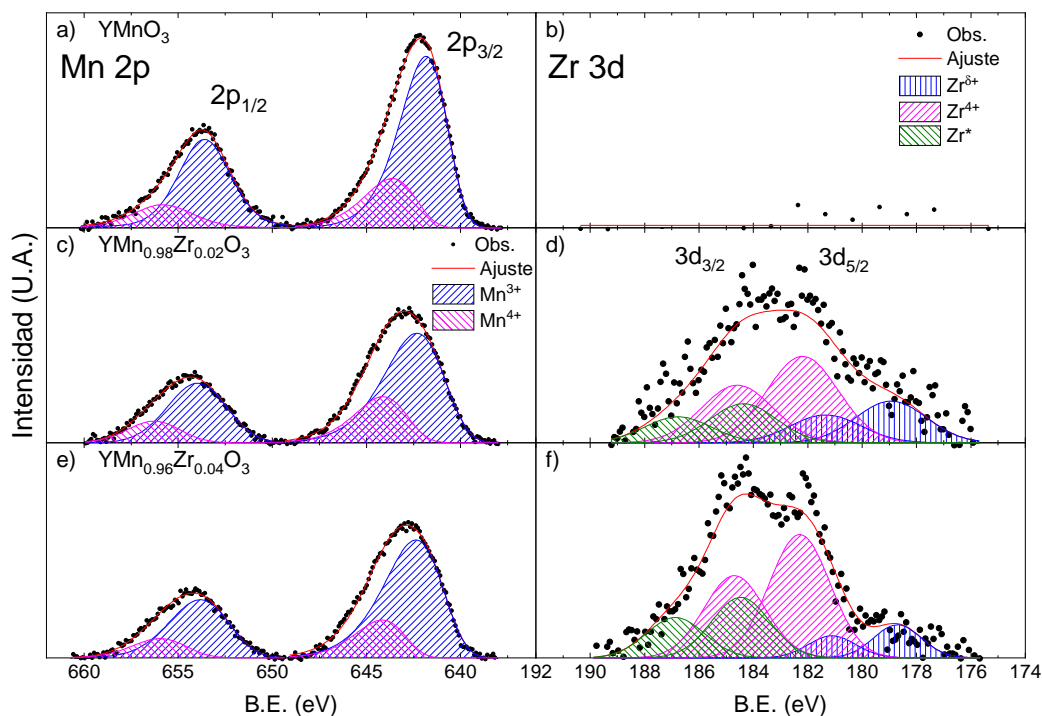 a) YMnO₃
Mn 2p
2p₁/₂
2p₃/₂
b)
Zr 3d
Obs.
Ajuste
Zr^δ+
Zr⁴⁺
Zr*
c) YMn₀.₉₈Zr₀.₀₂O₃
Obs.
Ajuste
Mn³⁺
Mn⁴⁺
d)
3d₃/₂
3d₅/₂
e) YMn₀.₉₆Zr₀.₀₄O₃
f)
Intensidad (U.A.)
660 655 650 645 640
192 190 188 186 184 182 180 178 176 174
B.E. (eV)
B.E. (eV)